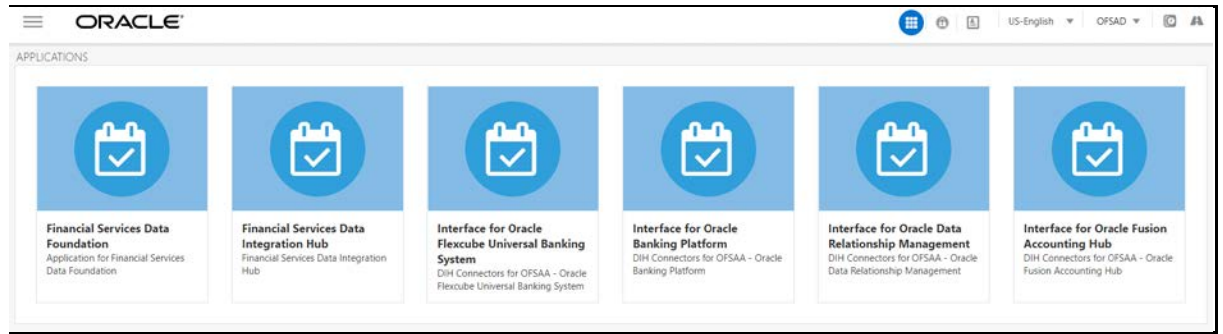 ORACLE
US-English
OFSAD
APPLICATIONS
Financial Services Data
Foundation
Application for Financial Services
Data Foundation
Financial Services Data
Integration Hub
Financial Services Data Integration
Hub
Interface for Oracle
Flexcube Universal Banking
System
DIH Connectors for OFSAA - Oracle
Flexcube Universal Banking System
Interface for Oracle
Banking Platform
DIH Connectors for OFSAA - Oracle
Banking Platform
Interface for Oracle Data
Relationship Management
DIH Connectors for OFSAA - Oracle
Data Relationship Management
Interface for Oracle Fusion
Accounting Hub
DIH Connectors for OFSAA - Oracle
Fusion Accounting Hub